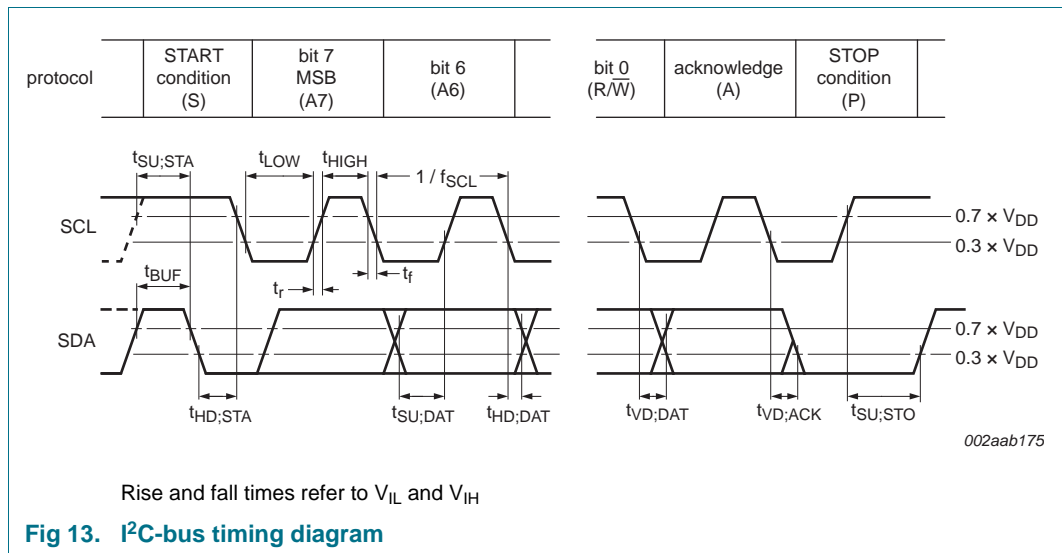 protocol
START condition (S)
bit 7 MSB (A7)
bit 6 (A6)
bit 0 (R/W̅)
acknowledge (A)
STOP condition (P)
tSU;STA
tLOW
tHIGH
1 / fSCL
SCL
0.7 × VDD
0.3 × VDD
tBUF
tr
tf
SDA
0.7 × VDD
0.3 × VDD
tHD;STA
tSU;DAT
tHD;DAT
tVD;DAT
tVD;ACK
tSU;STO
002aab175
Rise and fall times refer to VIL and VIH
Fig 13. I²C-bus timing diagram